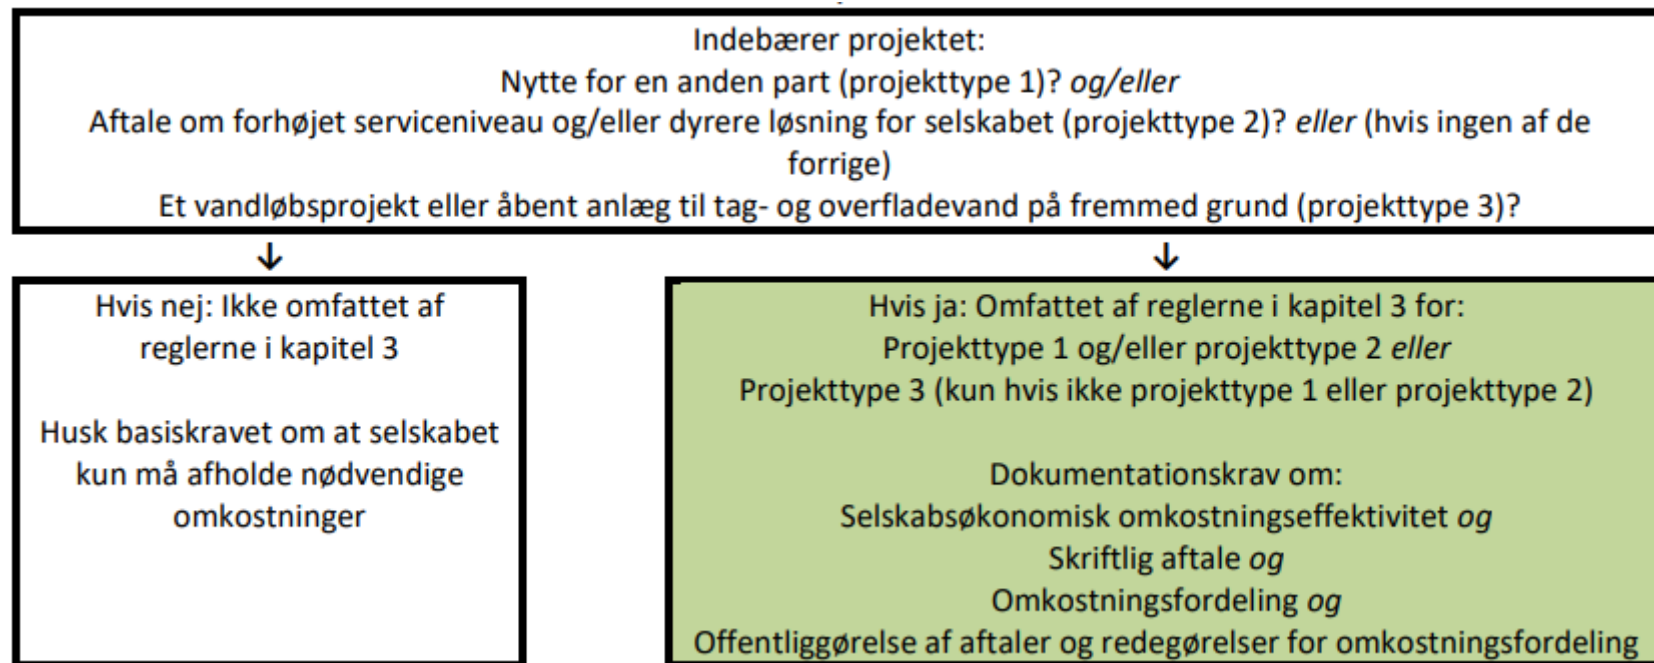 Indebærer projektet:
Nytte for en anden part (projekttype 1)? og/eller
Aftale om forhøjet serviceniveau og/eller dyrere løsning for selskabet (projekttype 2)? eller (hvis ingen af de
forrige)
Et vandløbsprojekt eller åbent anlæg til tag- og overfladevand på fremmed grund (projekttype 3)?
↓
↓
Hvis nej: Ikke omfattet af
reglerne i kapitel 3
Husk basiskravet om at selskabet
kun må afholde nødvendige
omkostninger
Hvis ja: Omfattet af reglerne i kapitel 3 for:
Projekttype 1 og/eller projekttype 2 eller
Projekttype 3 (kun hvis ikke projekttype 1 eller projekttype 2)
Dokumentationskrav om:
Selskabsøkonomisk omkostningseffektivitet og
Skriftlig aftale og
Omkostningsfordeling og
Offentliggørelse af aftaler og redegørelser for omkostningsfordeling